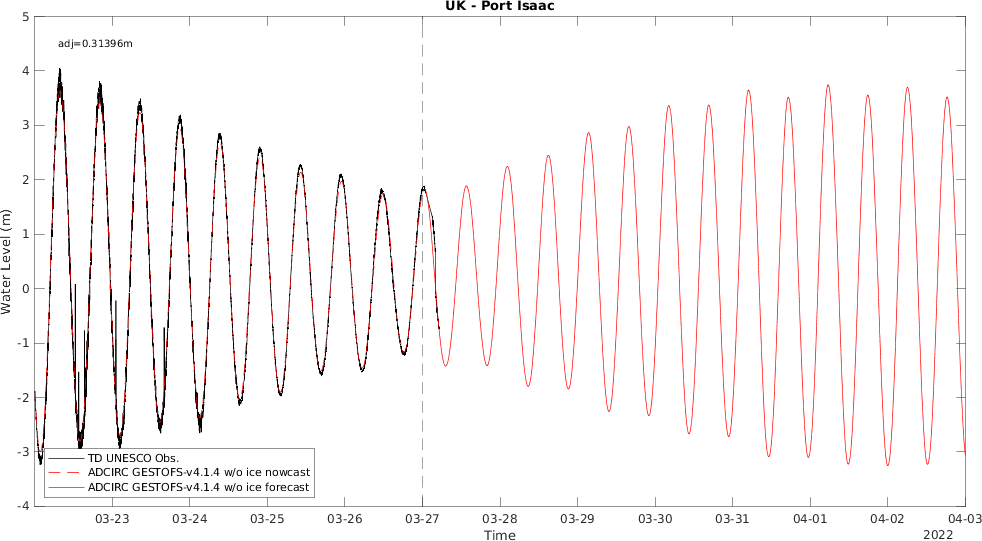 UK - Port Isaac
adj=0.31396m
Water Level (m)
5
4
3
2
1
0
-1
-2
-3
-4
TD UNESCO Obs.
ADCIRC GESTOFS-v4.1.4 w/o ice nowcast
ADCIRC GESTOFS-v4.1.4 w/o ice forecast
03-23 03-24 03-25 03-26 03-27 03-28 03-29 03-30 03-31 04-01 04-02 04-03
Time
2022